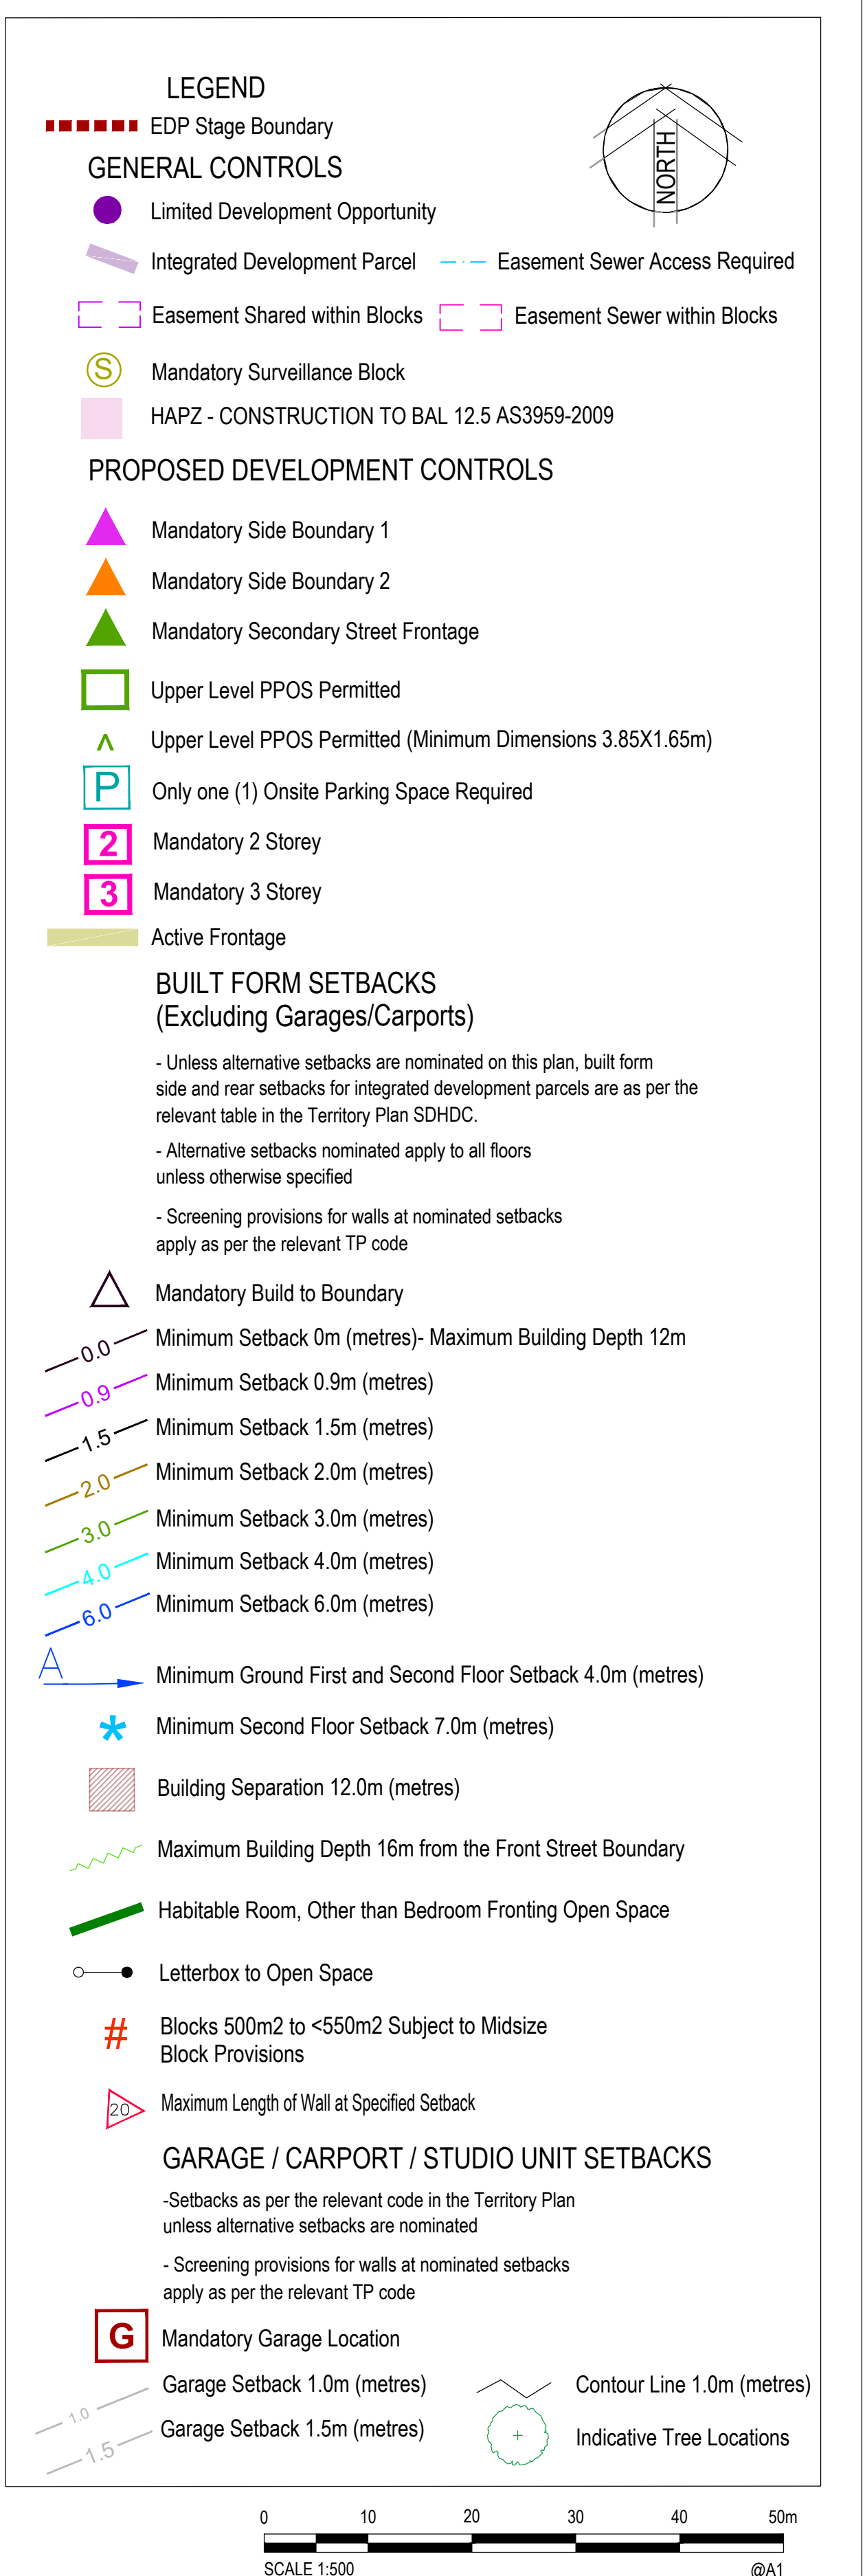 LEGEND
EDP Stage Boundary
NORTH
GENERAL CONTROLS
Limited Development Opportunity
Integrated Development Parcel
Easement Sewer Access Required
Easement Shared within Blocks
Easement Sewer within Blocks
S
Mandatory Surveillance Block
HAPZ - CONSTRUCTION TO BAL 12.5 AS3959-2009
PROPOSED DEVELOPMENT CONTROLS
Mandatory Side Boundary 1
Mandatory Side Boundary 2
Mandatory Secondary Street Frontage
Upper Level PPOS Permitted
^ Upper Level PPOS Permitted (Minimum Dimensions 3.85X1.65m)
P Only one (1) Onsite Parking Space Required
2 Mandatory 2 Storey
3 Mandatory 3 Storey
Active Frontage
BUILT FORM SETBACKS
(Excluding Garages/Carports)
- Unless alternative setbacks are nominated on this plan, built form
side and rear setbacks for integrated development parcels are as per the
relevant table in the Territory Plan SDHDC.
- Alternative setbacks nominated apply to all floors
unless otherwise specified
- Screening provisions for walls at nominated setbacks
apply as per the relevant TP code
Mandatory Build to Boundary
0.0 Minimum Setback 0m (metres)- Maximum Building Depth 12m
0.9 Minimum Setback 0.9m (metres)
1.5 Minimum Setback 1.5m (metres)
2.0 Minimum Setback 2.0m (metres)
3.0 Minimum Setback 3.0m (metres)
4.0 Minimum Setback 4.0m (metres)
6.0 Minimum Setback 6.0m (metres)
A Minimum Ground First and Second Floor Setback 4.0m (metres)
* Minimum Second Floor Setback 7.0m (metres)
Building Separation 12.0m (metres)
Maximum Building Depth 16m from the Front Street Boundary
Habitable Room, Other than Bedroom Fronting Open Space
Letterbox to Open Space
# Blocks 500m2 to <550m2 Subject to Midsize
Block Provisions
20 Maximum Length of Wall at Specified Setback
GARAGE / CARPORT / STUDIO UNIT SETBACKS
-Setbacks as per the relevant code in the Territory Plan
unless alternative setbacks are nominated
- Screening provisions for walls at nominated setbacks
apply as per the relevant TP code
G Mandatory Garage Location
1.0 Garage Setback 1.0m (metres)
Contour Line 1.0m (metres)
1.5 Garage Setback 1.5m (metres)
Indicative Tree Locations
0 10 20 30 40 50m
SCALE 1:500 @A1